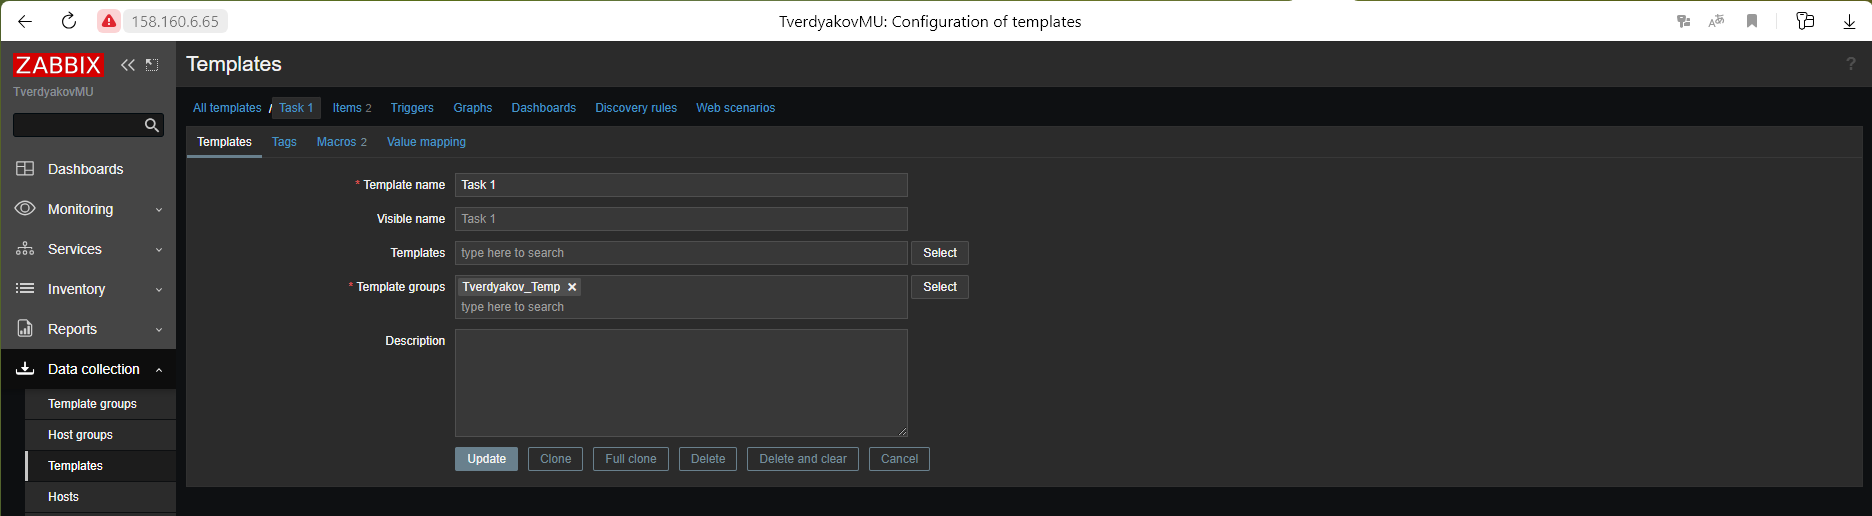 158.160.6.65
TverdyakovMU: Configuration of templates
ZABBIX
TverdyakovMU
Dashboards
Monitoring
Services
Inventory
Reports
Data collection
Template groups
Host groups
Templates
Hosts
Templates
?
All templates / Task 1 Items 2 Triggers Graphs Dashboards Discovery rules Web scenarios
Templates Tags Macros 2 Value mapping
* Template name Task 1
Visible name Task 1
Templates type here to search Select
* Template groups Tverdyakov_Temp × Select
type here to search
Description
Update Clone Full clone Delete Delete and clear Cancel